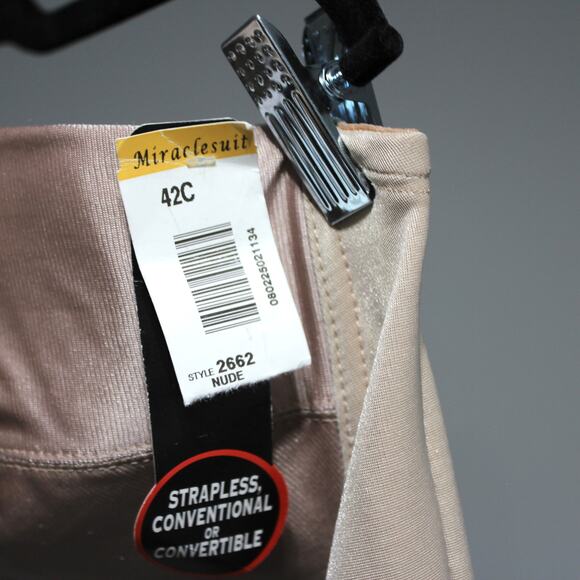 Miraclesuit
42C
080225021134
STYLE 2662
NUDE
STRAPLESS,
CONVENTIONAL
OR
CONVERTIBLE